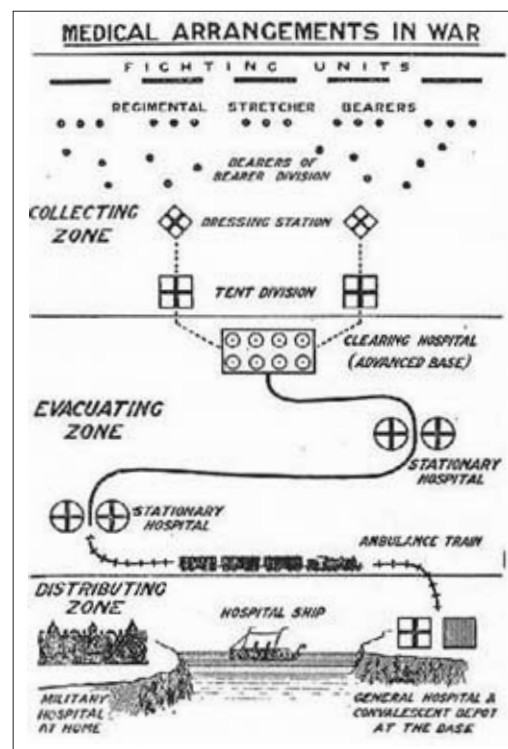 MEDICAL ARRANGEMENTS IN WAR
FIGHTING UNITS
REGIMENTAL STRETCHER BEARERS
BEARERS OF
BEARER DIVISION
COLLECTING
ZONE
DRESSING STATION
TENT DIVISION
CLEARING HOSPITAL
(ADVANCED BASE)
EVACUATING
ZONE
STATIONARY
HOSPITAL
STATIONARY
HOSPITAL
AMBULANCE TRAIN
DISTRIBUTING
ZONE
HOSPITAL SHIP
MILITARY
HOSPITAL
AT HOME
GENERAL HOSPITAL &
CONVALESCENT DEPOT
AT THE BASE